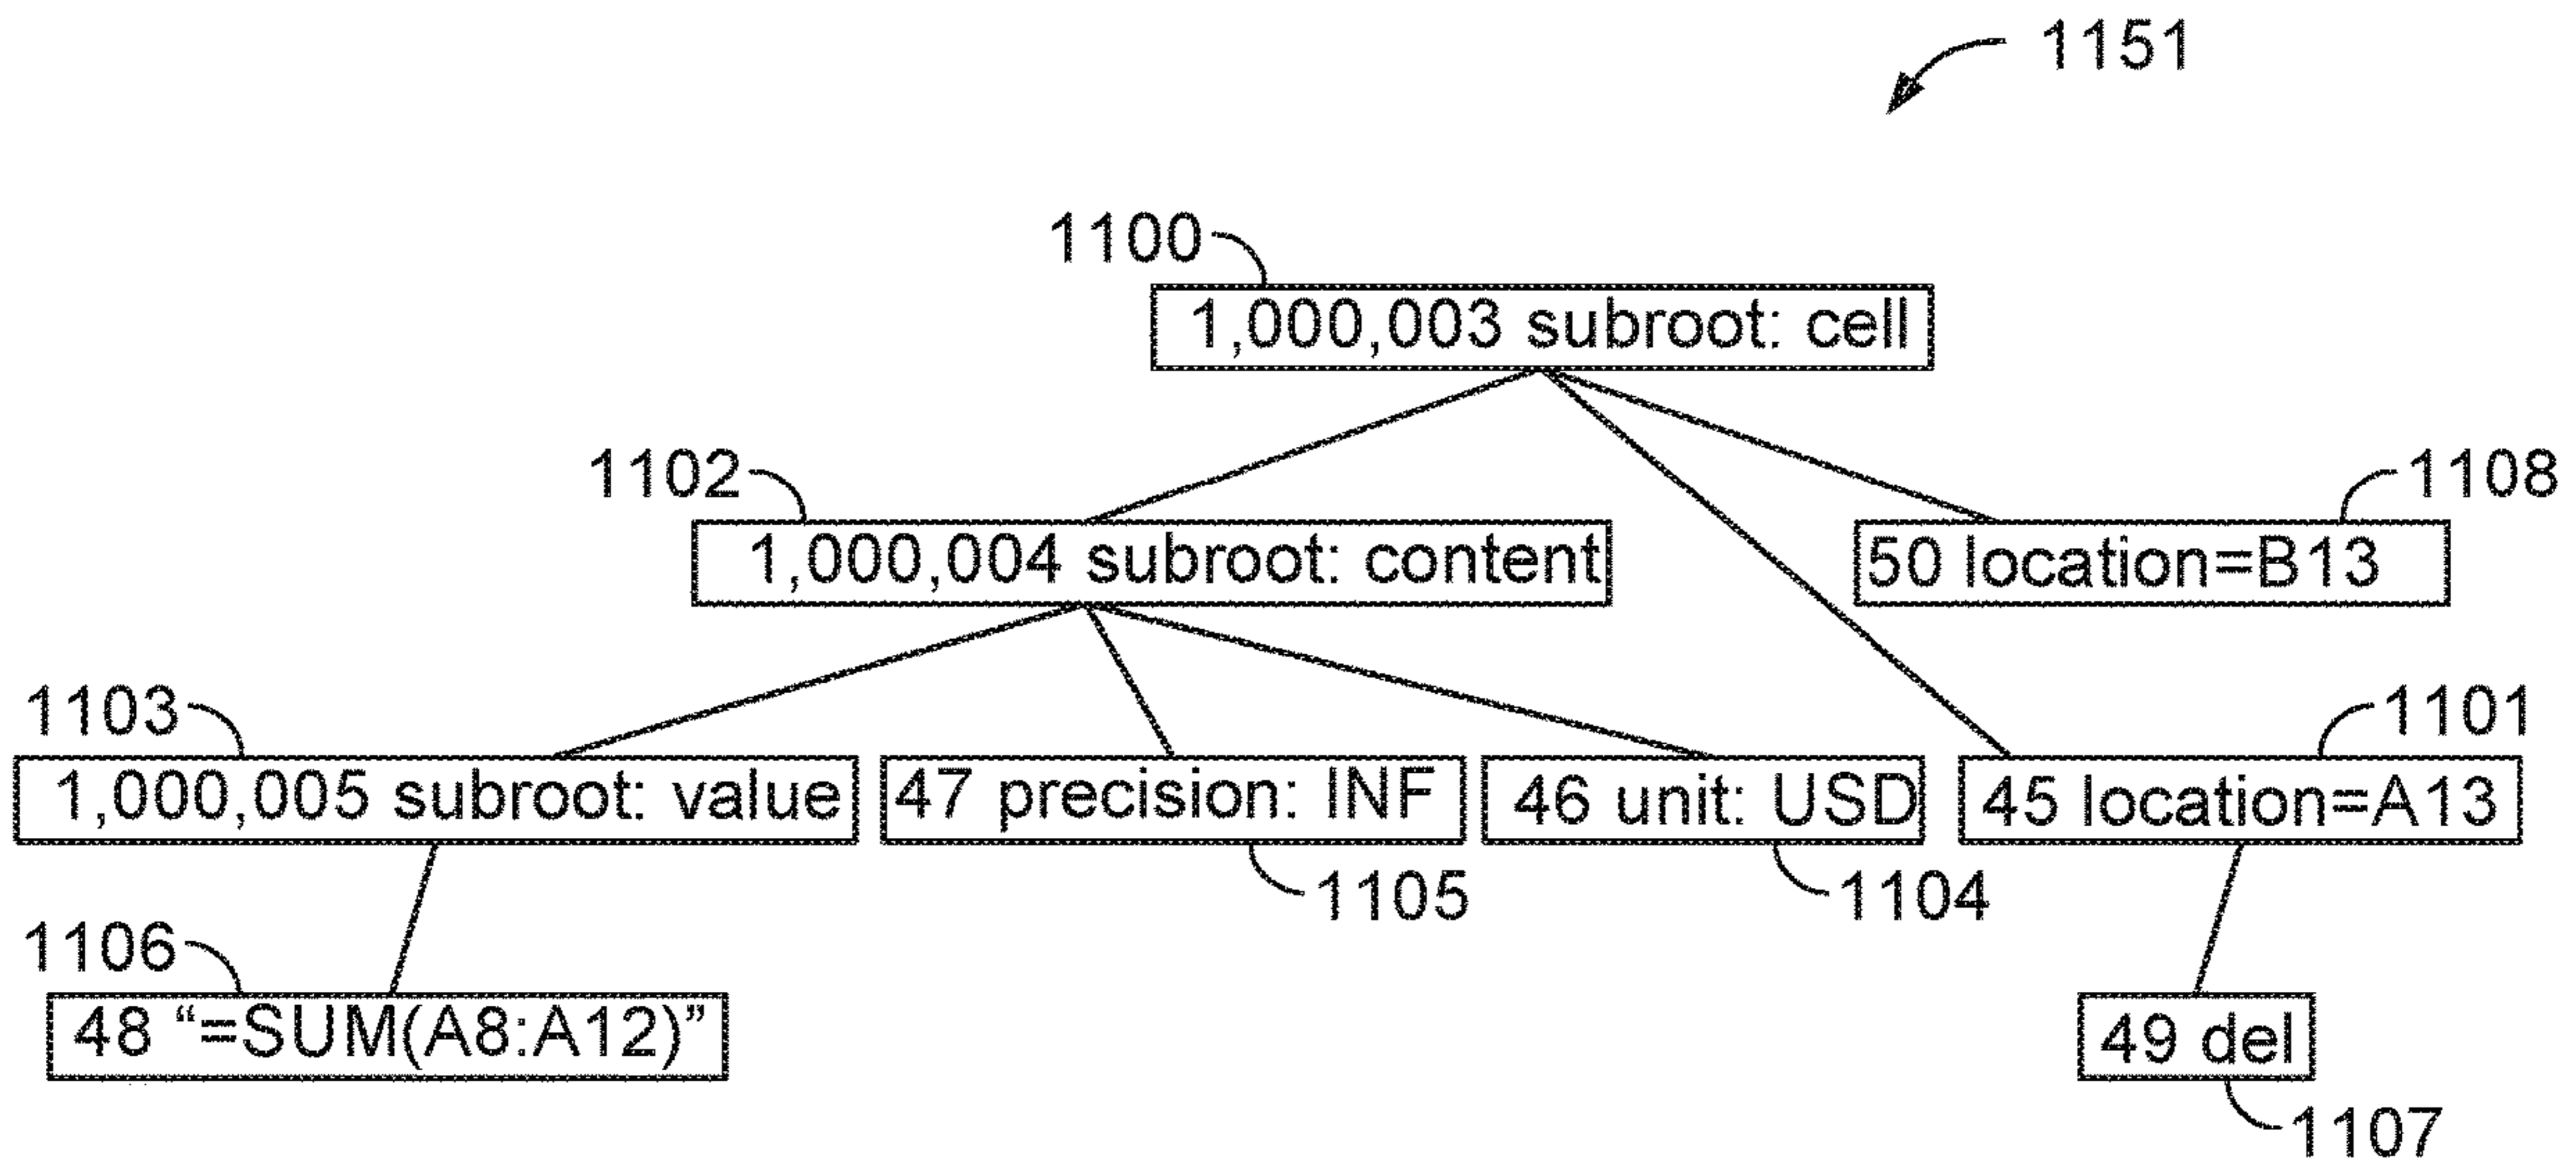 1151
1100
1,000,003 subroot: cell
1102
1108
1,000,004 subroot: content
50 location=B13
1103
1101
1,000,005 subroot: value
47 precision: INF
46 unit: USD
45 location=A13
1105
1104
1106
48 “=SUM(A8:A12)”
49 del
1107